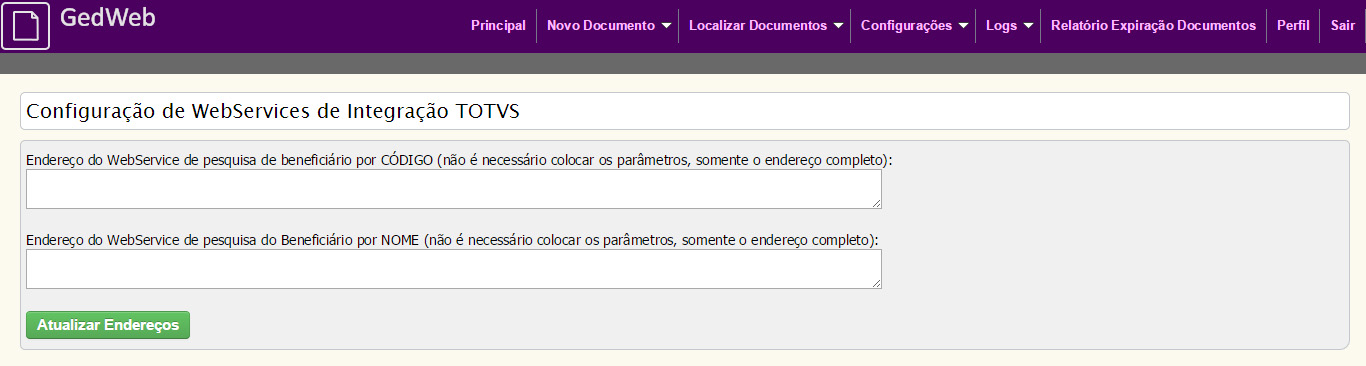 GedWeb
Principal Novo Documento Localizar Documentos Configurações Logs Relatório Expiração Documentos Perfil Sair
Configuração de WebServices de Integração TOTVS
Endereço do WebService de pesquisa de beneficiário por CÓDIGO (não é necessário colocar os parâmetros, somente o endereço completo):
Endereço do WebService de pesquisa do Beneficiário por NOME (não é necessário colocar os parâmetros, somente o endereço completo):
Atualizar Endereços